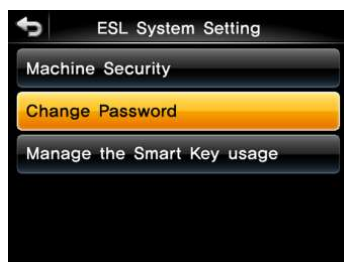 ESL System Setting
Machine Security
Change Password
Manage the Smart Key usage